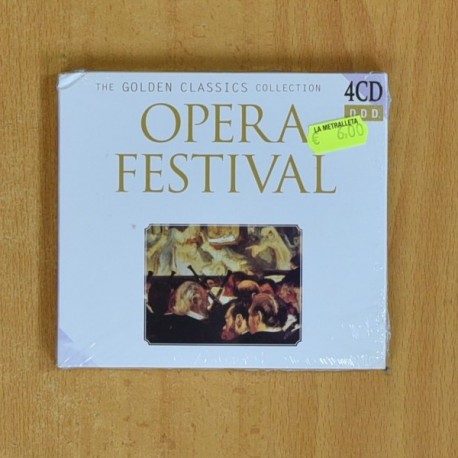 THE GOLDEN CLASSICS COLLECTION
4CD
DDD
OPERA
LA METRALLETA
€ 6.00
FESTIVAL